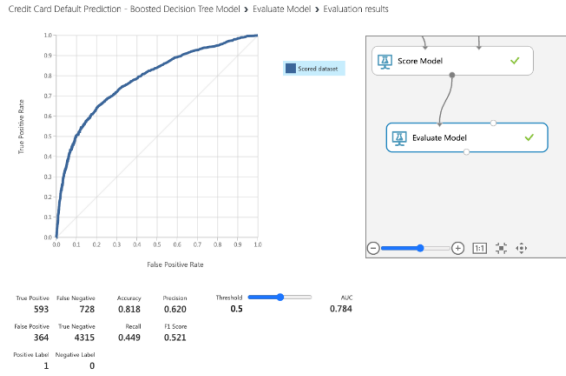 Credit Card Default Prediction - Boosted Decision Tree Model › Evaluate Model › Evaluation results
1.0
0.9
0.8
0.7
0.6
0.5
0.4
0.3
0.2
0.1
0.0
True Positive Rate
0.0 0.1 0.2 0.3 0.4 0.5 0.6 0.7 0.8 0.9 1.0
False Positive Rate
Scored dataset
Score Model
Evaluate Model
1:1
True Positive False Negative Accuracy Precision Threshold AUC
593 728 0.818 0.620 0.5 0.784
False Positive True Negative Recall F1 Score
364 4315 0.449 0.521
Positive Label Negative Label
1 0